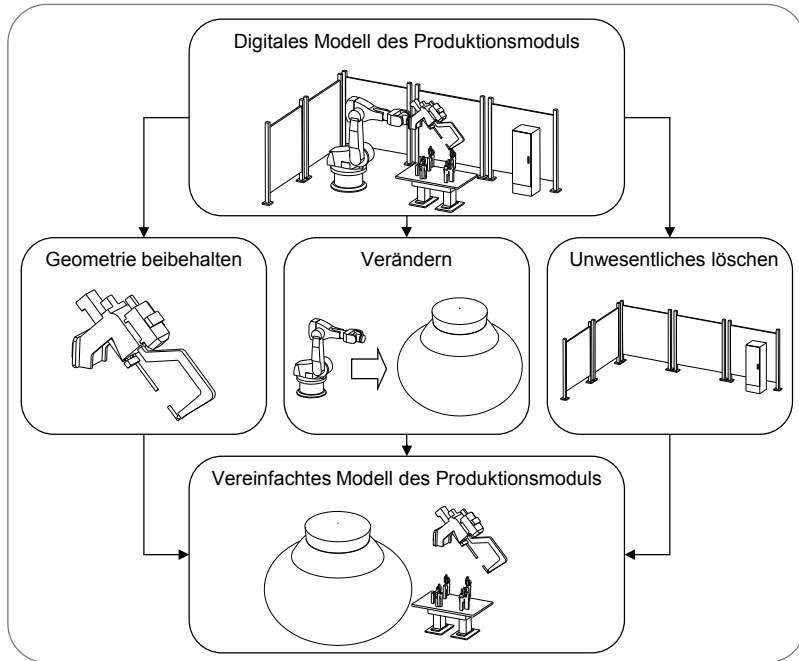 Digitales Modell des Produktionsmoduls
Geometrie beibehalten
Verändern
Unwesentliches löschen
Vereinfachtes Modell des Produktionsmoduls